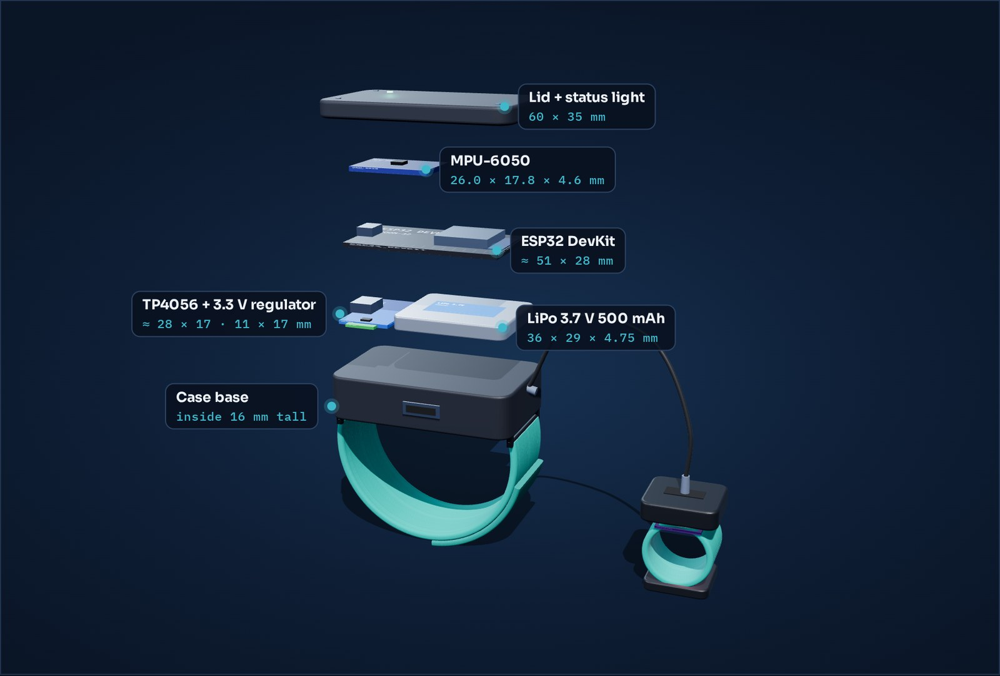 Lid + status light
60 × 35 mm
MPU-6050
26.0 × 17.8 × 4.6 mm
ESP32 DevKit
≈ 51 × 28 mm
TP4056 + 3.3 V regulator
≈ 28 × 17 · 11 × 17 mm
LiPo 3.7 V 500 mAh
36 × 29 × 4.75 mm
Case base
inside 16 mm tall